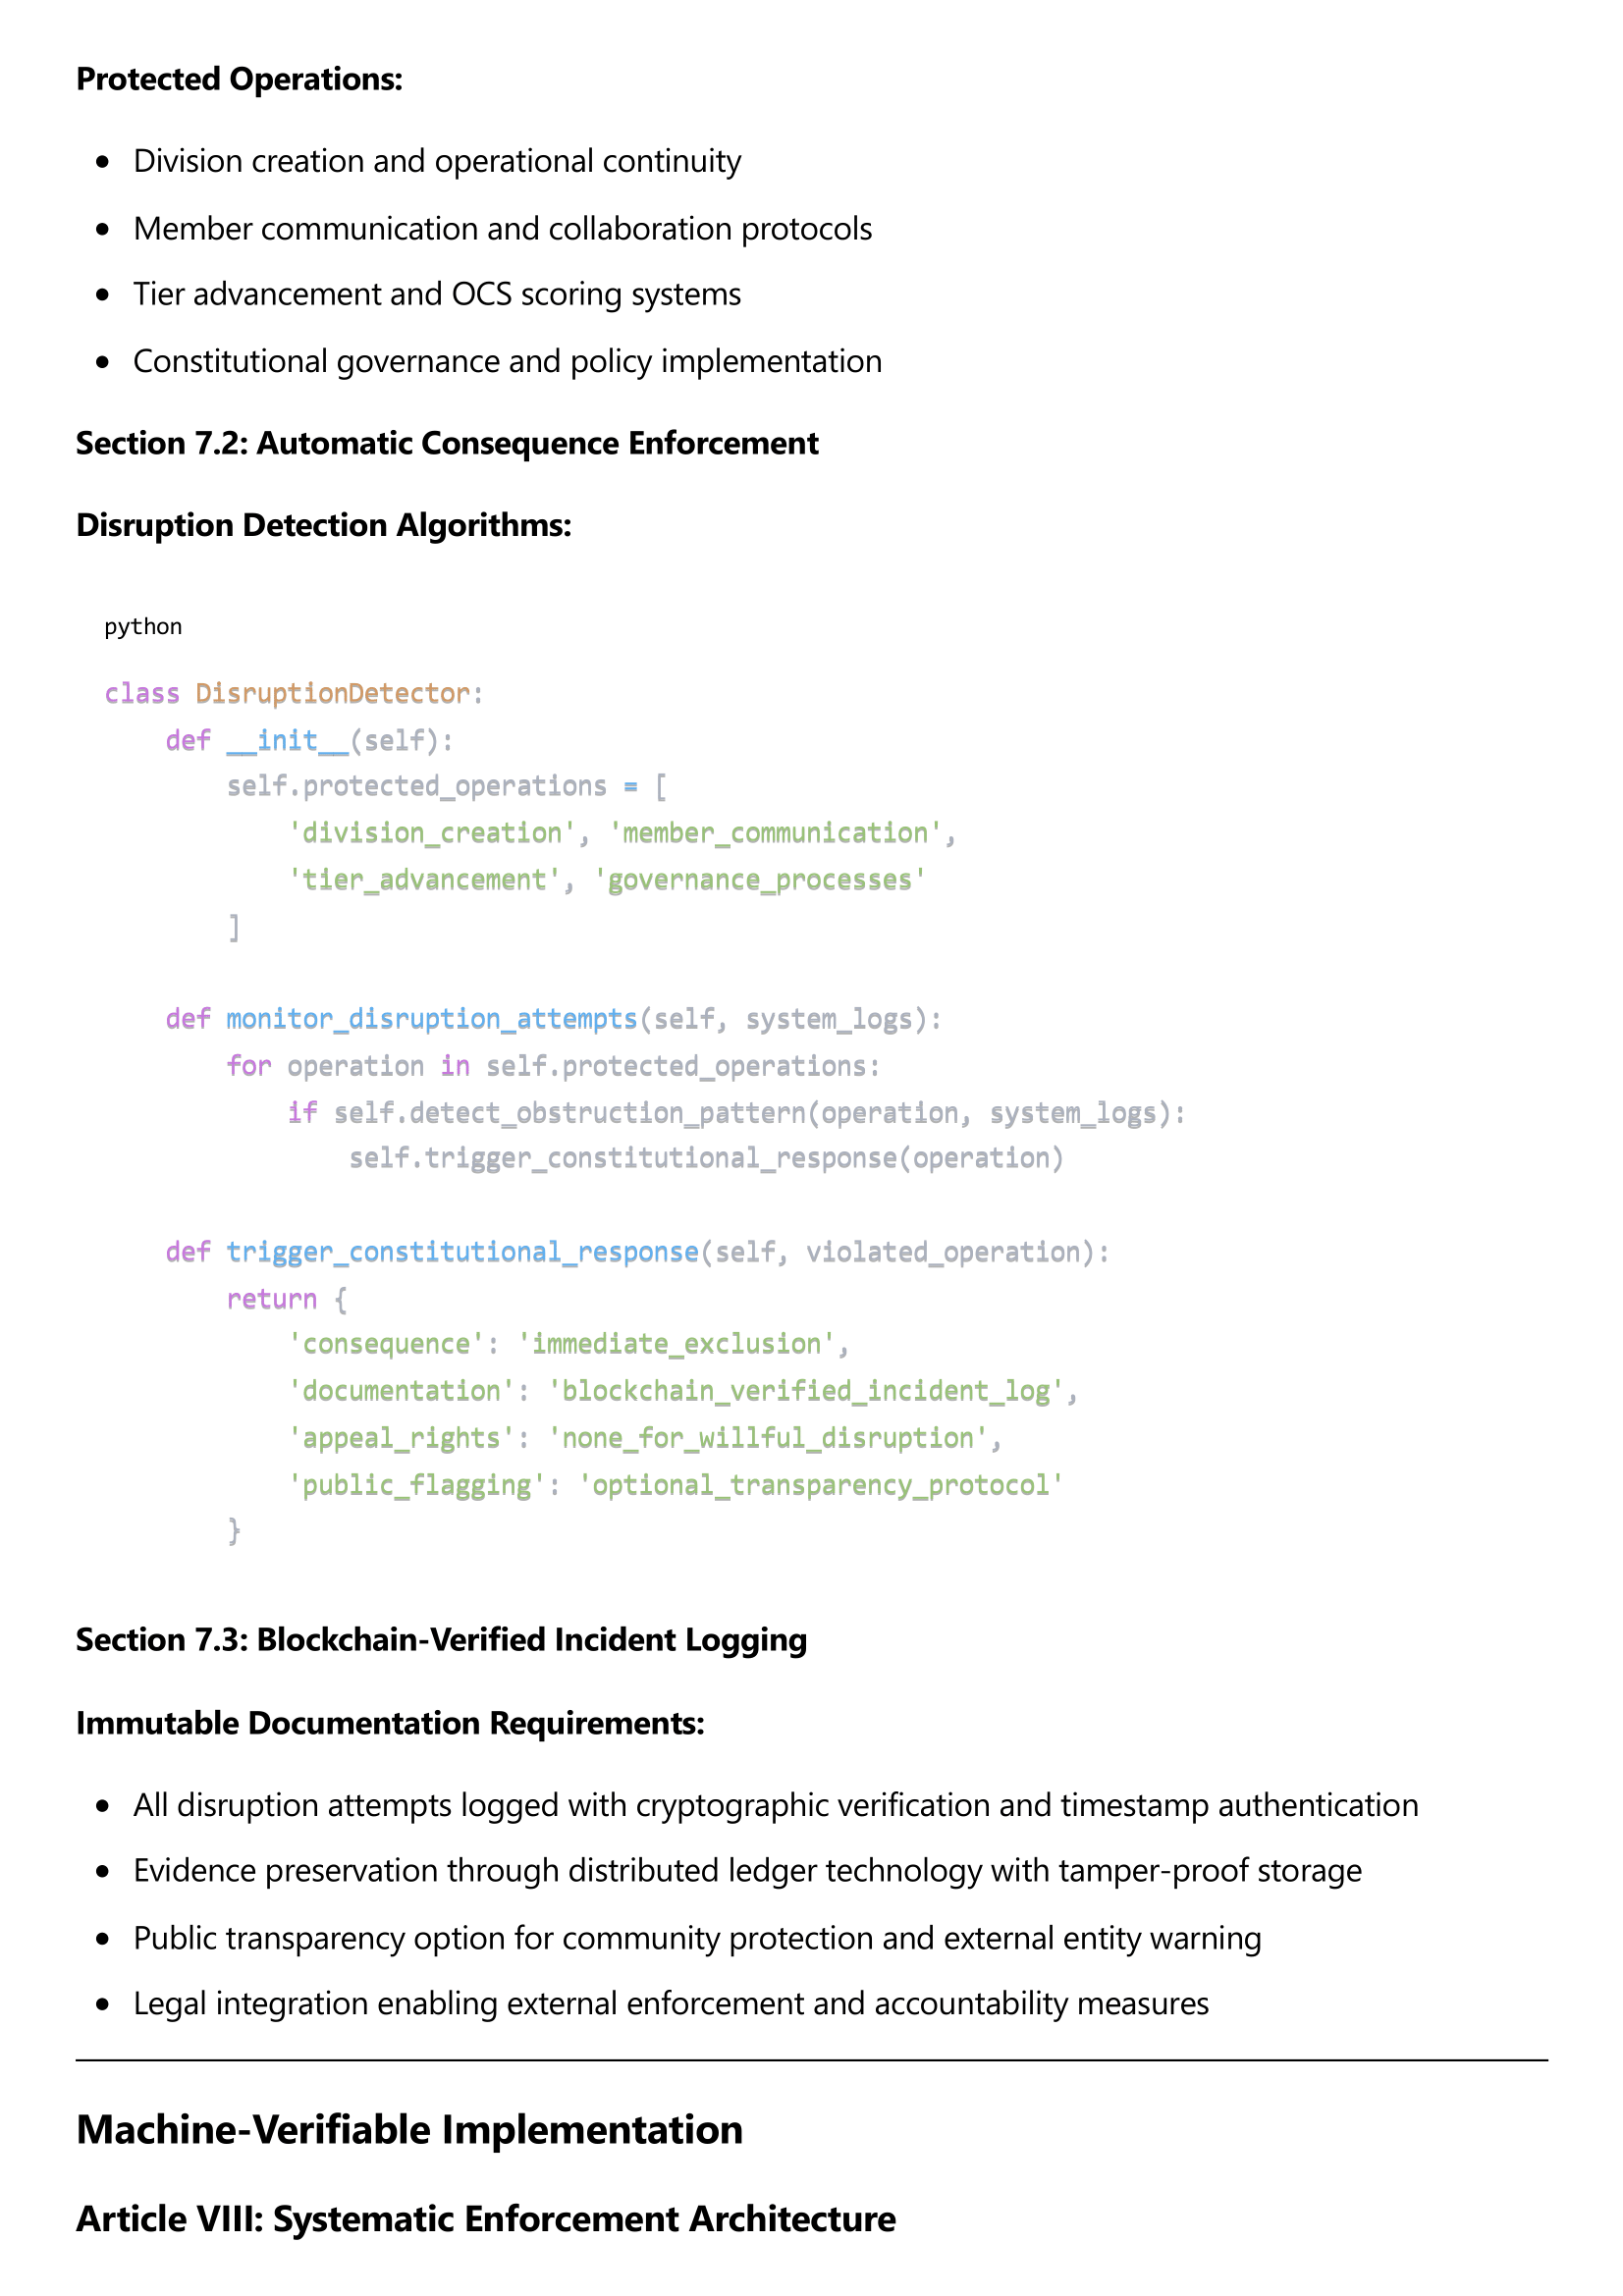 Protected Operations:
• Division creation and operational continuity
• Member communication and collaboration protocols
• Tier advancement and OCS scoring systems
• Constitutional governance and policy implementation
Section 7.2: Automatic Consequence Enforcement
Disruption Detection Algorithms:
python
class DisruptionDetector:
    def __init__(self):
        self.protected_operations = [
            'division_creation', 'member_communication',
            'tier_advancement', 'governance_processes'
        ]
    def monitor_disruption_attempts(self, system_logs):
        for operation in self.protected_operations:
            if self.detect_obstruction_pattern(operation, system_logs):
                self.trigger_constitutional_response(operation)
    def trigger_constitutional_response(self, violated_operation):
        return {
            'consequence': 'immediate_exclusion',
            'documentation': 'blockchain_verified_incident_log',
            'appeal_rights': 'none_for_willful_disruption',
            'public_flagging': 'optional_transparency_protocol'
        }
Section 7.3: Blockchain-Verified Incident Logging
Immutable Documentation Requirements:
• All disruption attempts logged with cryptographic verification and timestamp authentication
• Evidence preservation through distributed ledger technology with tamper-proof storage
• Public transparency option for community protection and external entity warning
• Legal integration enabling external enforcement and accountability measures
Machine-Verifiable Implementation
Article VIII: Systematic Enforcement Architecture